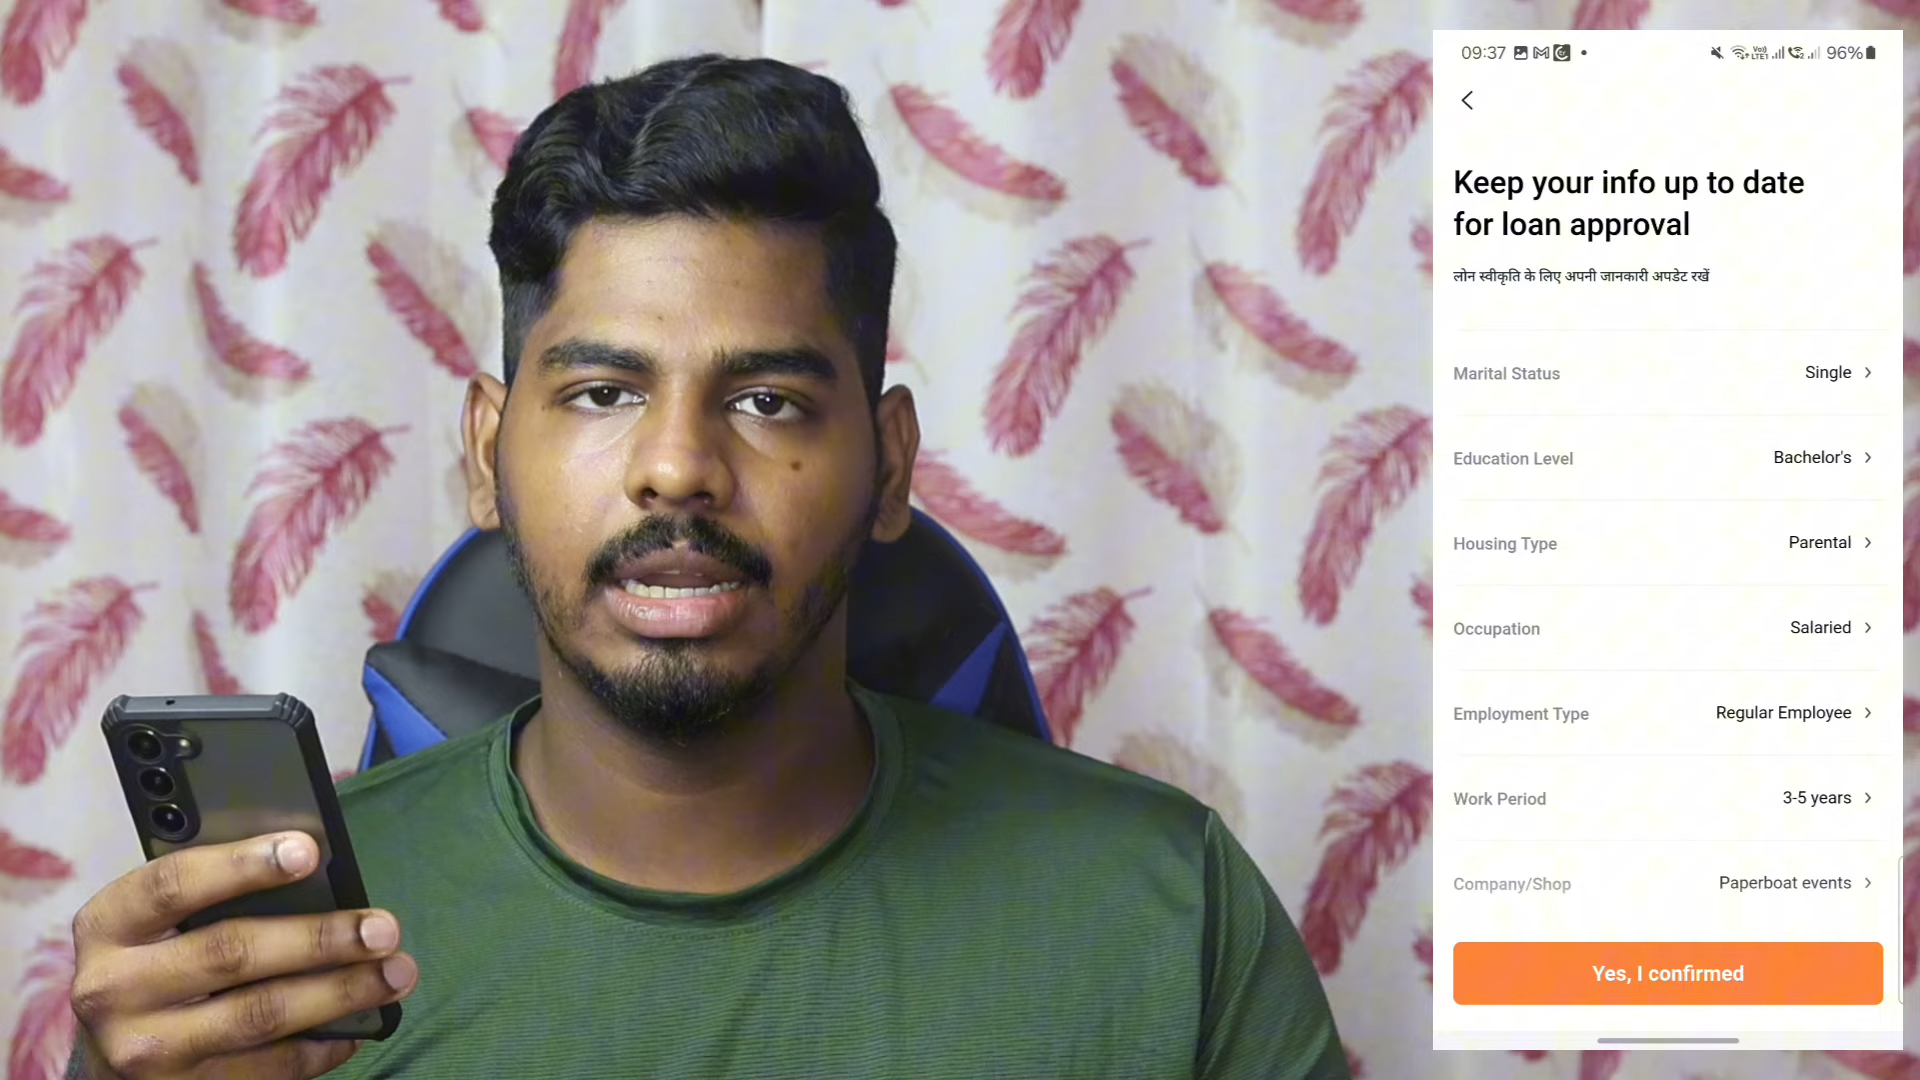 09:37
96%
Keep your info up to date
for loan approval
लोन स्वीकृति के लिए अपनी जानकारी अपडेट रखें
Marital Status Single
Education Level Bachelor's
Housing Type Parental
Occupation Salaried
Employment Type Regular Employee
Work Period 3-5 years
Company/Shop Paperboat events
Yes, I confirmed